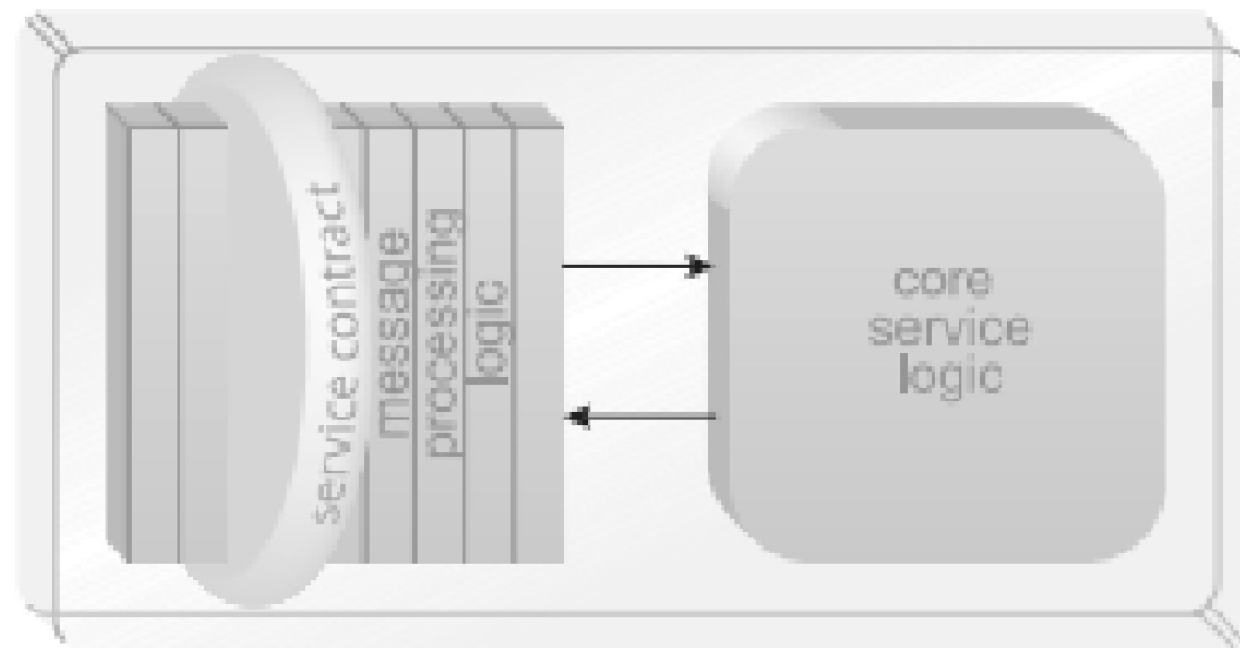 service contract
message
processing
logic
core
service
logic